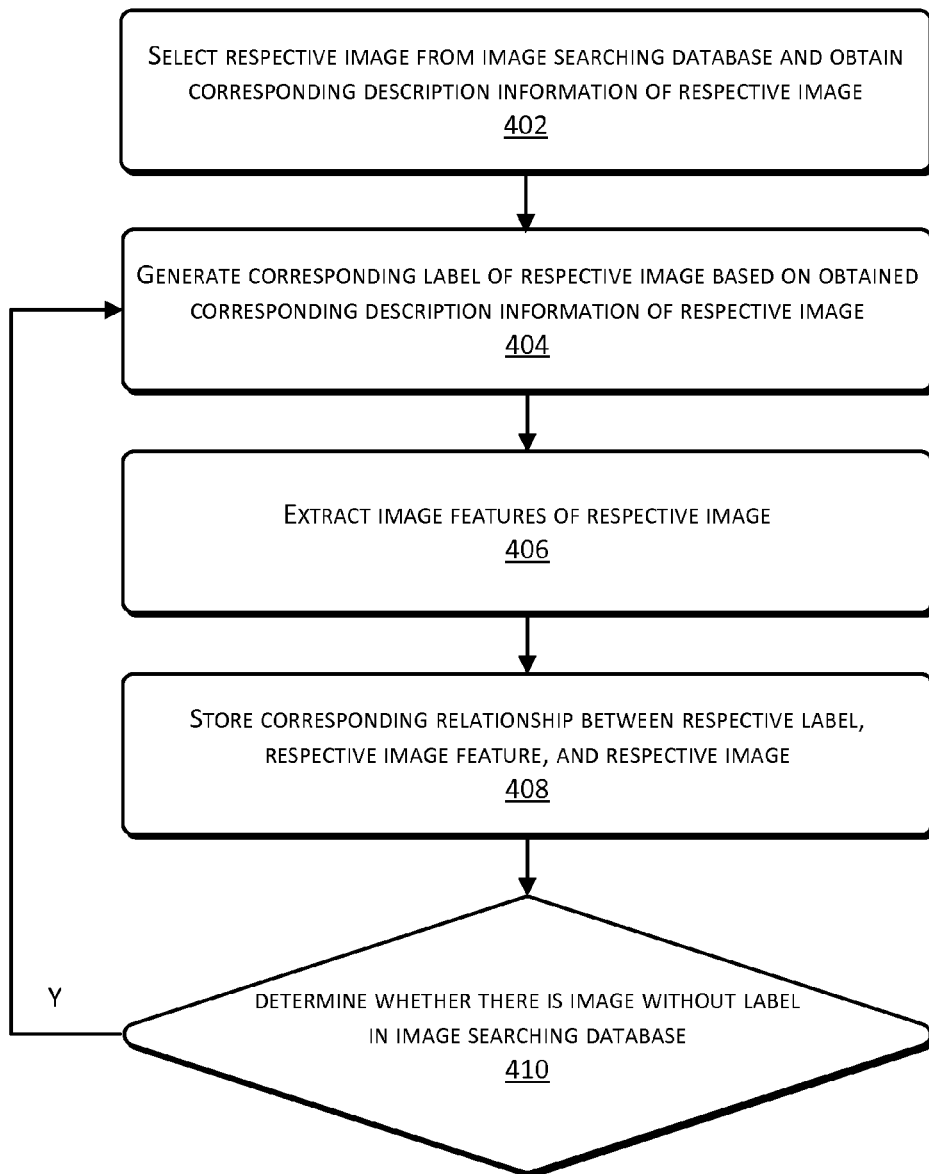 SELECT RESPECTIVE IMAGE FROM IMAGE SEARCHING DATABASE AND OBTAIN
CORRESPONDING DESCRIPTION INFORMATION OF RESPECTIVE IMAGE
402
GENERATE CORRESPONDING LABEL OF RESPECTIVE IMAGE BASED ON OBTAINED
CORRESPONDING DESCRIPTION INFORMATION OF RESPECTIVE IMAGE
404
EXTRACT IMAGE FEATURES OF RESPECTIVE IMAGE
406
STORE CORRESPONDING RELATIONSHIP BETWEEN RESPECTIVE LABEL,
RESPECTIVE IMAGE FEATURE, AND RESPECTIVE IMAGE
408
Y
DETERMINE WHETHER THERE IS IMAGE WITHOUT LABEL
IN IMAGE SEARCHING DATABASE
410